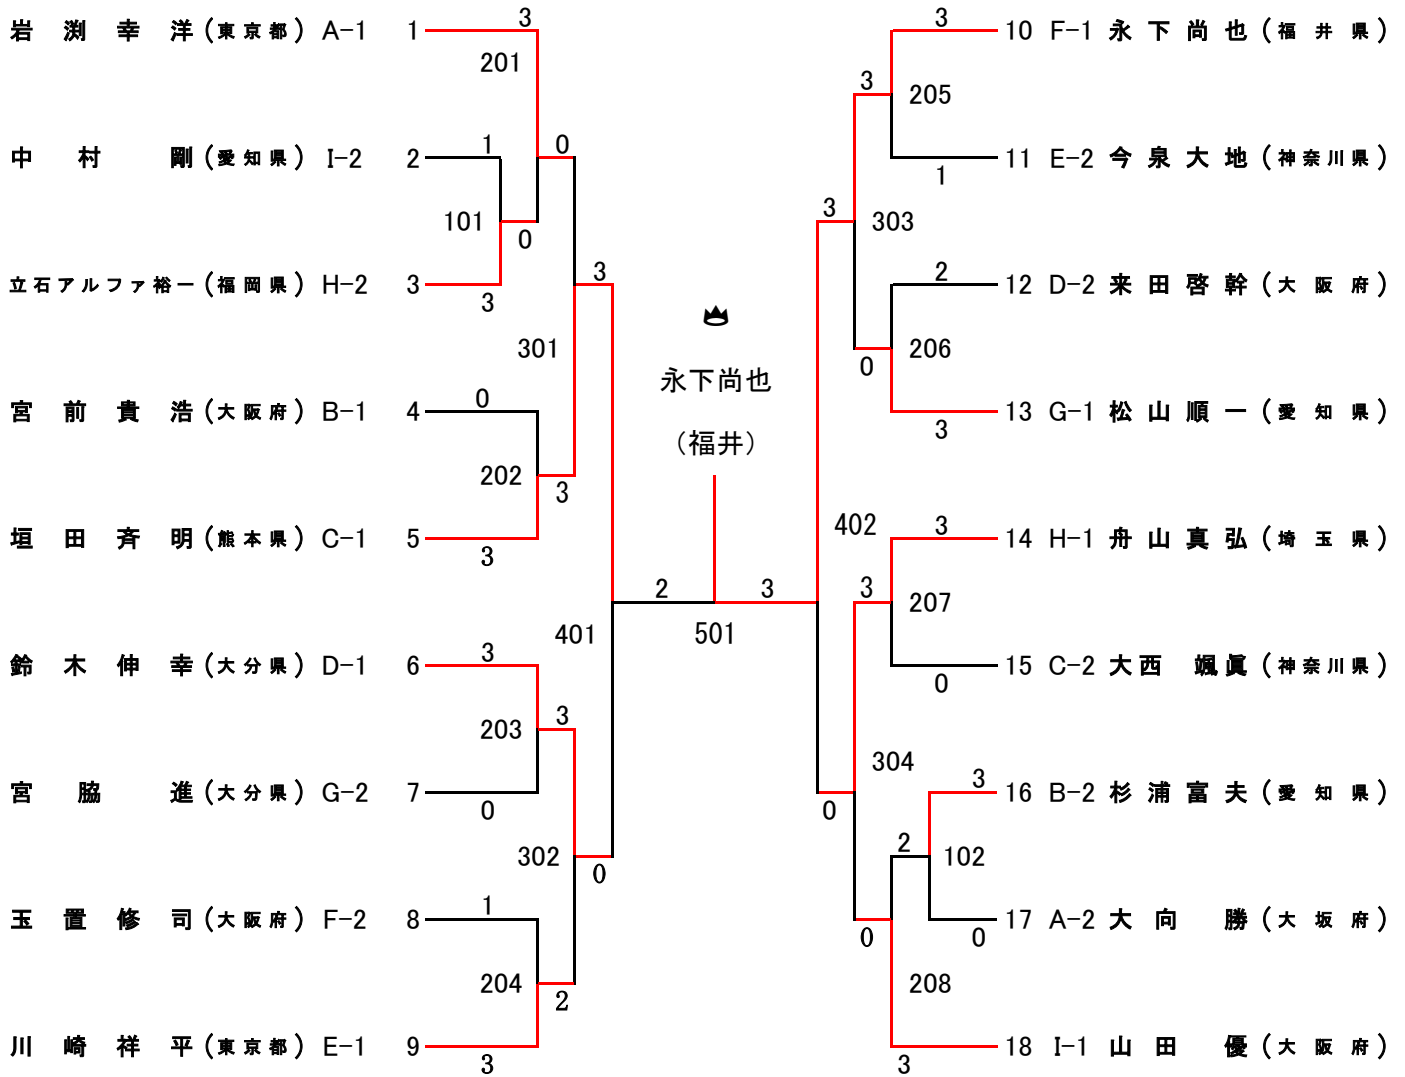 岩渕幸洋(東京都) A-1 1
3
201
中村剛(愛知県) I-2 2
1
0
101
0
立石アルファ裕一(福岡県) H-2 3
3
3
301
宮前貴浩(大阪府) B-1 4
0
202
3
垣田斉明(熊本県) C-1 5
3
401
鈴木伸幸(大分県) D-1 6
3
203
3
宮脇進(大分県) G-2 7
0
302
0
玉置修司(大阪府) F-2 8
1
204
2
川崎祥平(東京都) E-1 9
3
永下尚也
（福井）
2
3
501
3
10 F-1 永下尚也(福井県)
3
205
11 E-2 今泉大地(神奈川県)
1
3
303
2
12 D-2 来田啓幹(大阪府)
0
206
13 G-1 松山順一(愛知県)
3
402
3
14 H-1 舟山真弘(埼玉県)
3
207
15 C-2 大西颯眞(神奈川県)
0
304
0
3
16 B-2 杉浦富夫(愛知県)
2
102
17 A-2 大向勝(大坂府)
0
0
208
18 I-1 山田優(大阪府)
3